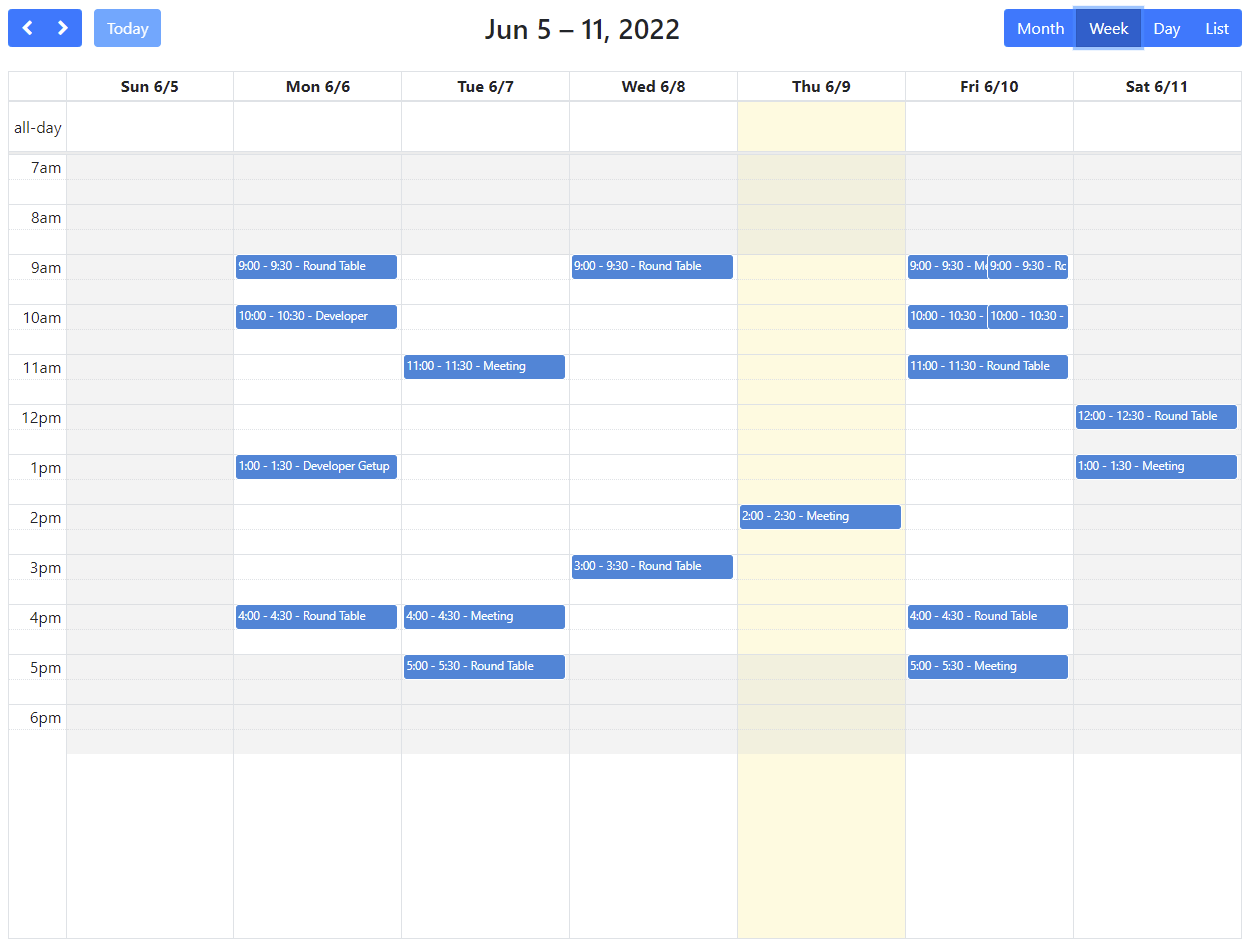 Today
Jun 5 – 11, 2022
Month Week Day List
Sun 6/5 Mon 6/6 Tue 6/7 Wed 6/8 Thu 6/9 Fri 6/10 Sat 6/11
all-day
7am
8am
9am
9:00 - 9:30 - Round Table
9:00 - 9:30 - Round Table
9:00 - 9:30 -
9:00 - 9:30 -
10am
10:00 - 10:30 - Developer
10:00 - 10:30 -
10:00 - 10:30 -
11am
11:00 - 11:30 - Meeting
11:00 - 11:30 - Round Table
12pm
12:00 - 12:30 - Round Table
1pm
1:00 - 1:30 - Developer Getup
1:00 - 1:30 - Meeting
2pm
2:00 - 2:30 - Meeting
3pm
3:00 - 3:30 - Round Table
4pm
4:00 - 4:30 - Round Table
4:00 - 4:30 - Meeting
4:00 - 4:30 - Round Table
5pm
5:00 - 5:30 - Round Table
5:00 - 5:30 - Meeting
6pm